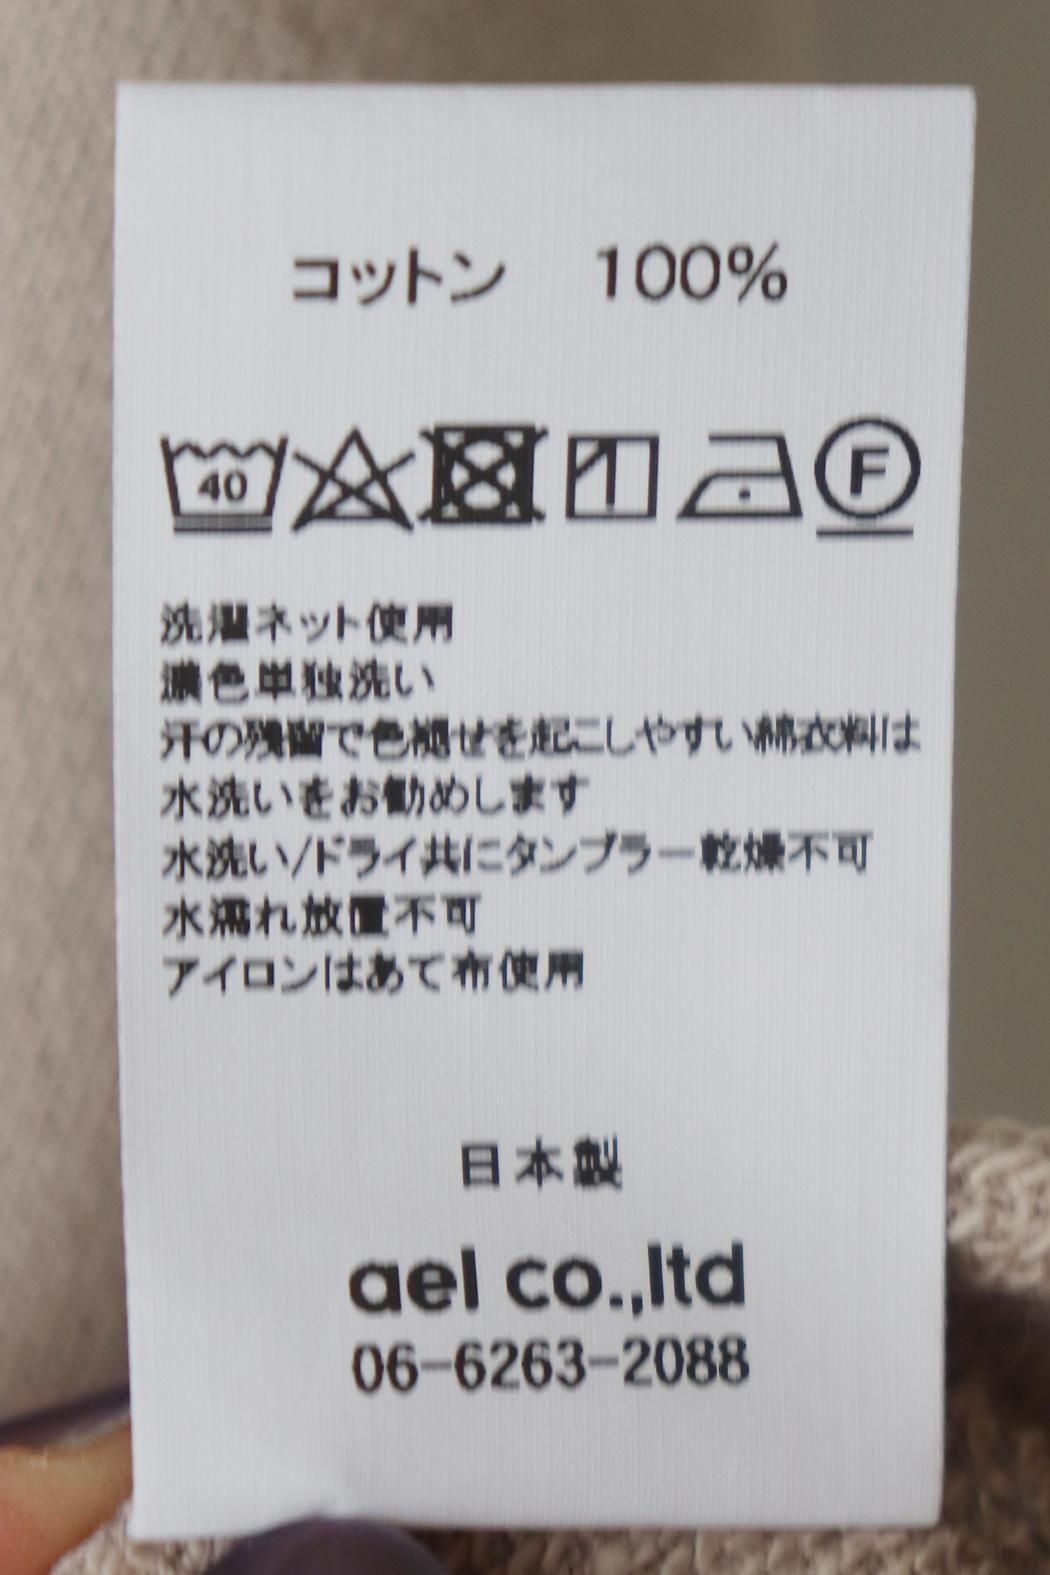 コットン 100%
40 F
洗濯ネット使用
濃色単独洗い
汗の残留で色褪せを起こしやすい綿衣料は
水洗いをお勧めします
水洗い/ドライ共にタンブラー乾燥不可
水濡れ放置不可
アイロンはあて布使用
日本製
ael co.,ltd
06-6263-2088